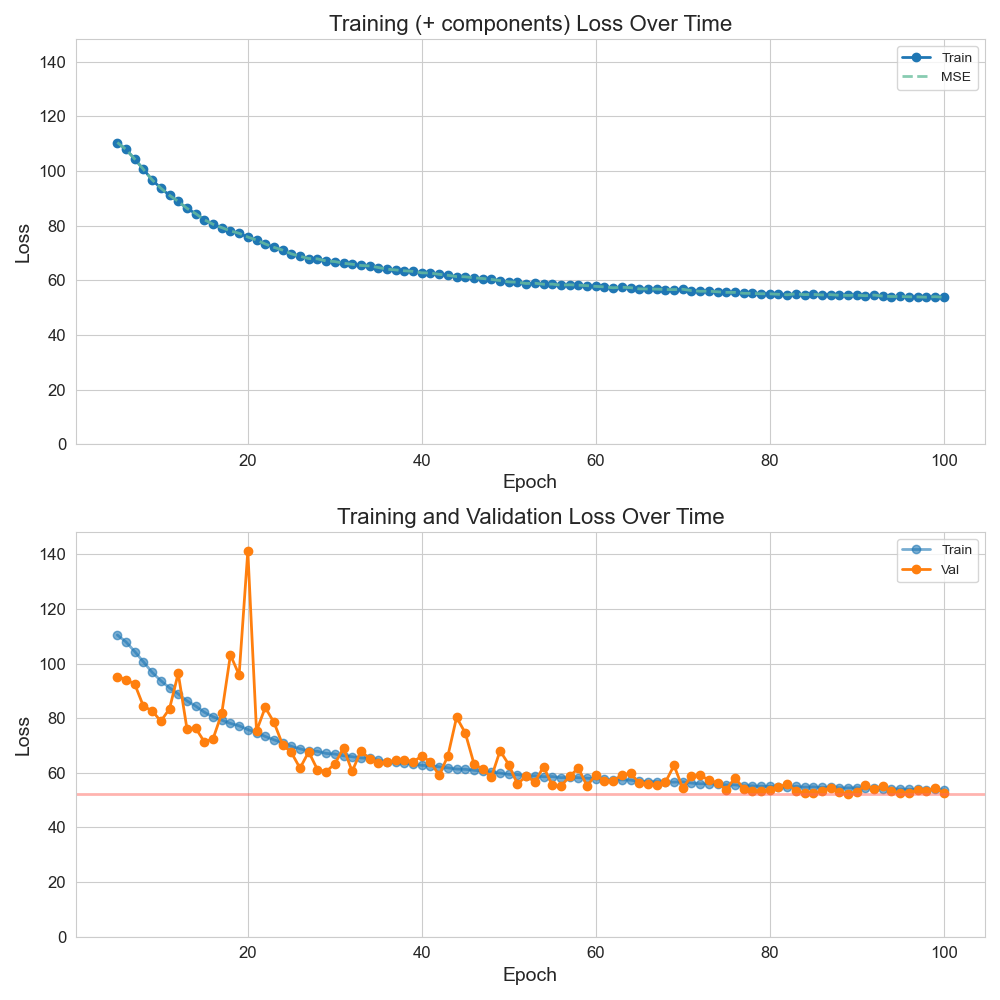 Training (+ components) Loss Over Time
140
120
100
80
60
40
20
0
Loss
Train
MSE
20 40 60 80 100
Epoch
Training and Validation Loss Over Time
140
120
100
80
60
40
20
0
Loss
Train
Val
20 40 60 80 100
Epoch